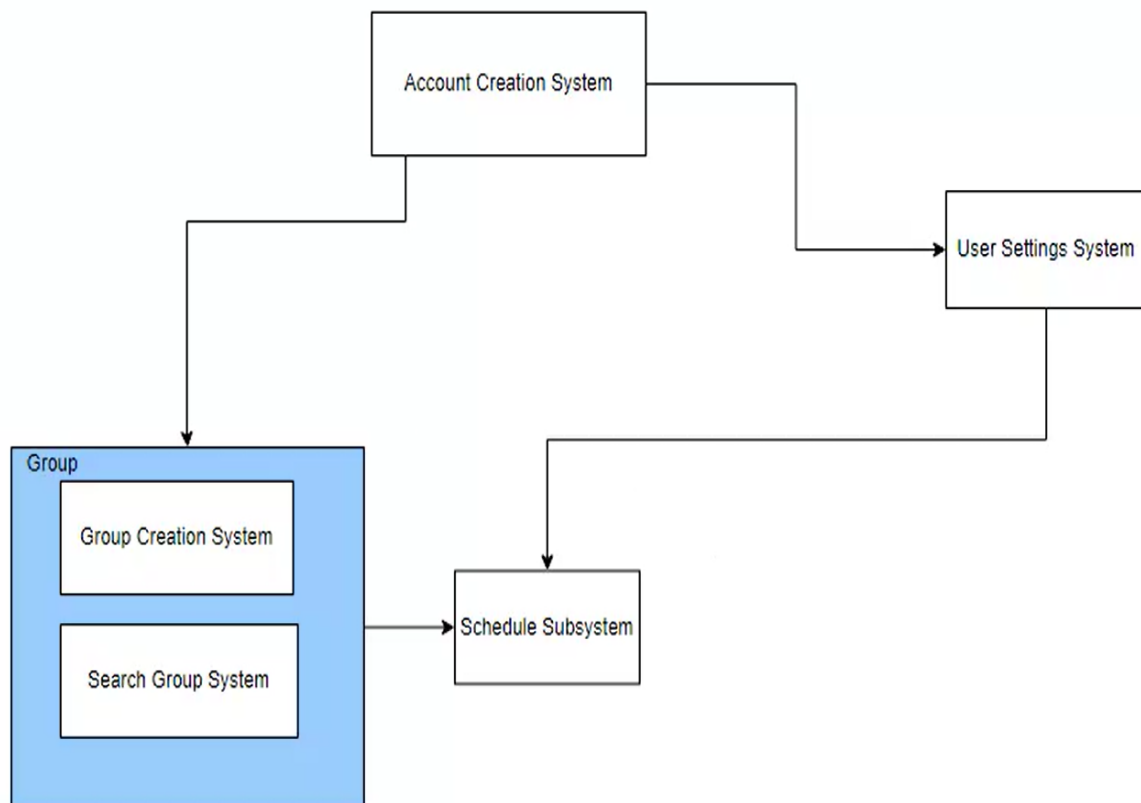 Account Creation System
User Settings System
Group
Group Creation System
Schedule Subsystem
Search Group System